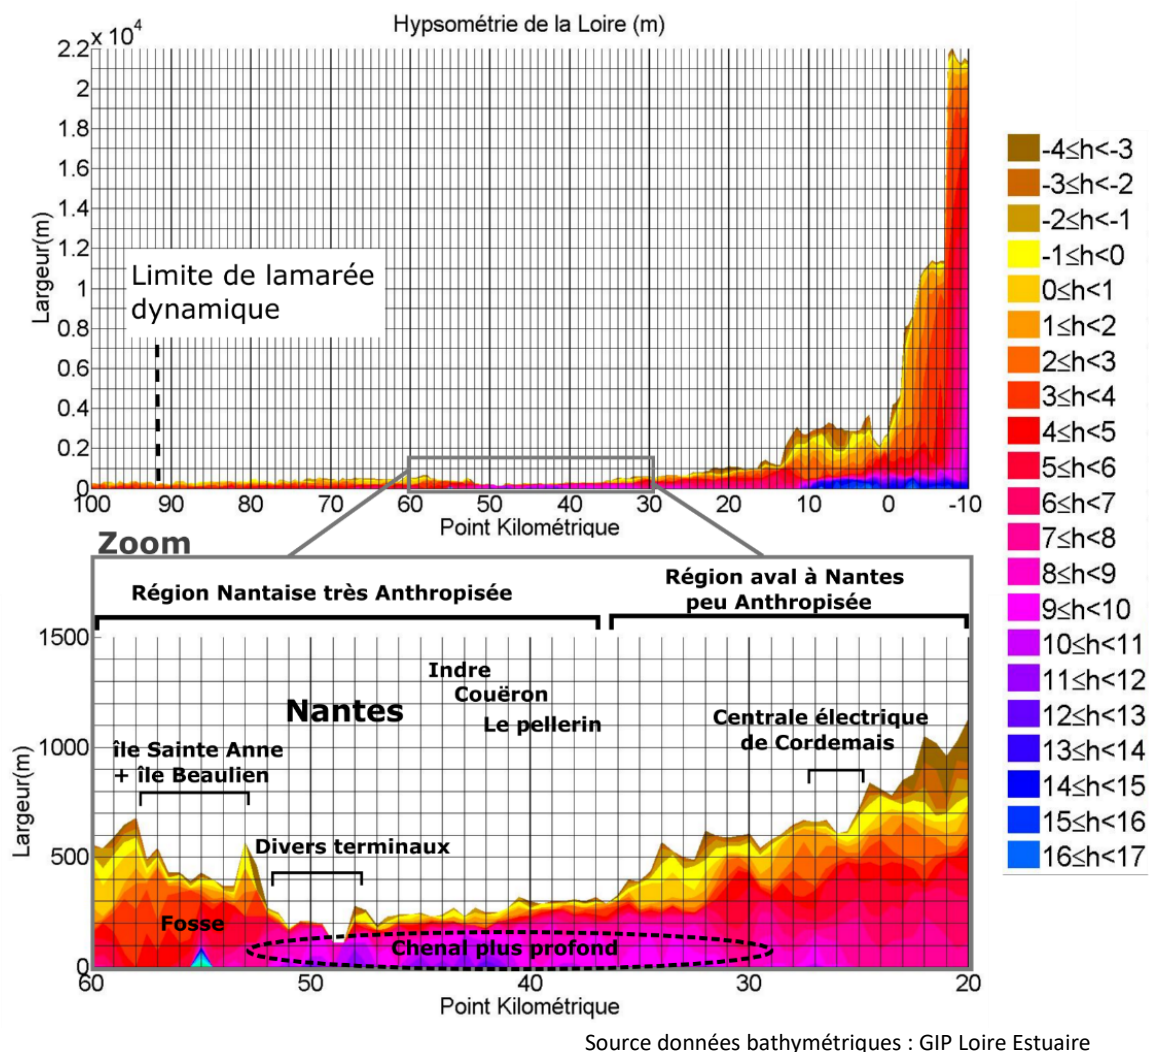 Hypsométrie de la Loire (m)
2.2x 10⁴
2
1.8
1.6
1.4
1.2
1
0.8
0.6
0.4
0.2
0
Largeur(m)
Limite de lamarée
dynamique
100 90 80 70 60 50 40 30 20 10 0 -10
Point Kilométrique
-4≤h<-3
-3≤h<-2
-2≤h<-1
-1≤h<0
0≤h<1
1≤h<2
2≤h<3
3≤h<4
4≤h<5
5≤h<6
6≤h<7
7≤h<8
8≤h<9
9≤h<10
10≤h<11
11≤h<12
12≤h<13
13≤h<14
14≤h<15
15≤h<16
16≤h<17
Zoom
Région Nantaise très Anthropisée
Région aval à Nantes
peu Anthropisée
1500
1000
500
0
Largeur(m)
Indre
Couëron
Le pellerin
Nantes
île Sainte Anne
+ île Beaulien
Centrale électrique
de Cordemais
Divers terminaux
Fosse
Chenal plus profond
60 50 40 30 20
Point Kilométrique
Source données bathymétriques : GIP Loire Estuaire